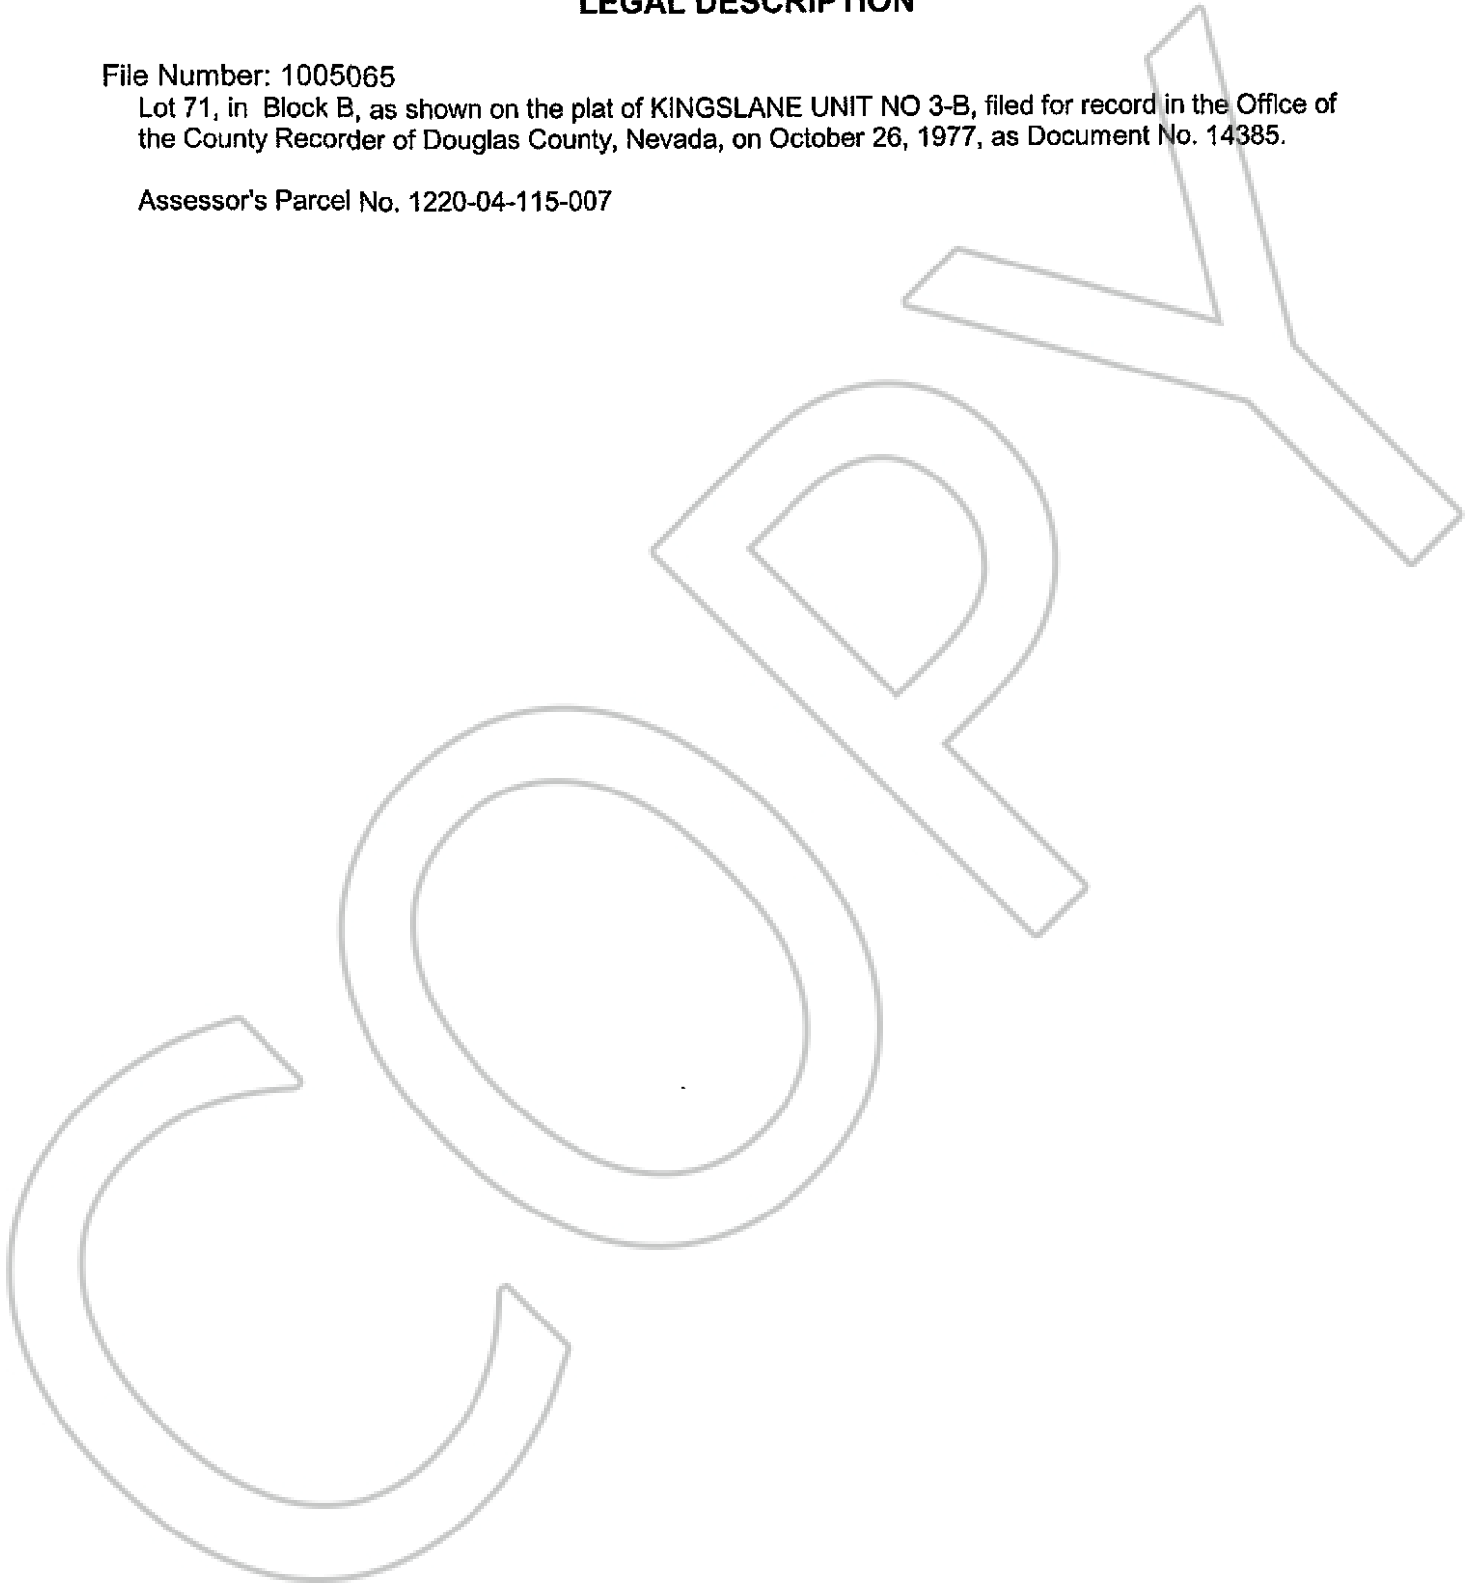 LEGAL DESCRIPTION
File Number: 1005065
Lot 71, in Block B, as shown on the plat of KINGSLANE UNIT NO 3-B, filed for record in the Office of
the County Recorder of Douglas County, Nevada, on October 26, 1977, as Document No. 14385.
Assessor's Parcel No. 1220-04-115-007
COPY